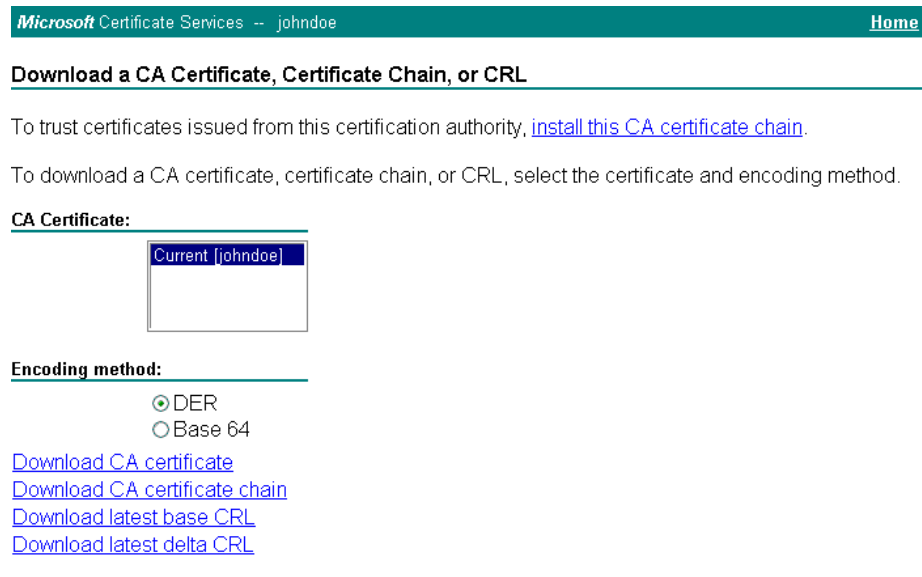 Microsoft Certificate Services -- johndoe Home
Download a CA Certificate, Certificate Chain, or CRL
To trust certificates issued from this certification authority, install this CA certificate chain.
To download a CA certificate, certificate chain, or CRL, select the certificate and encoding method.
CA Certificate:
Current [johndoe]
Encoding method:
DER
Base 64
Download CA certificate
Download CA certificate chain
Download latest base CRL
Download latest delta CRL